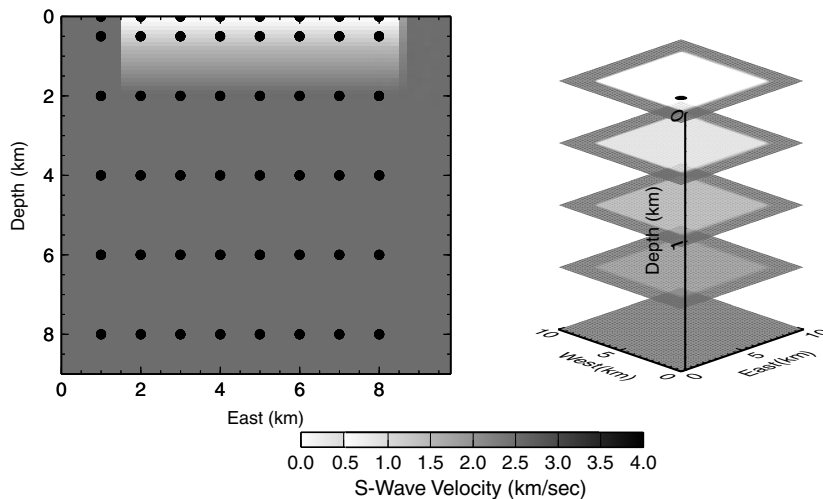 0
2
4
6
8
Depth (km)
0 2 4 6 8
East (km)
0
1
Depth (km)
10 5 0
West(km)
0 5 10
East(km)
0.0 0.5 1.0 1.5 2.0 2.5 3.0 3.5 4.0
S-Wave Velocity (km/sec)